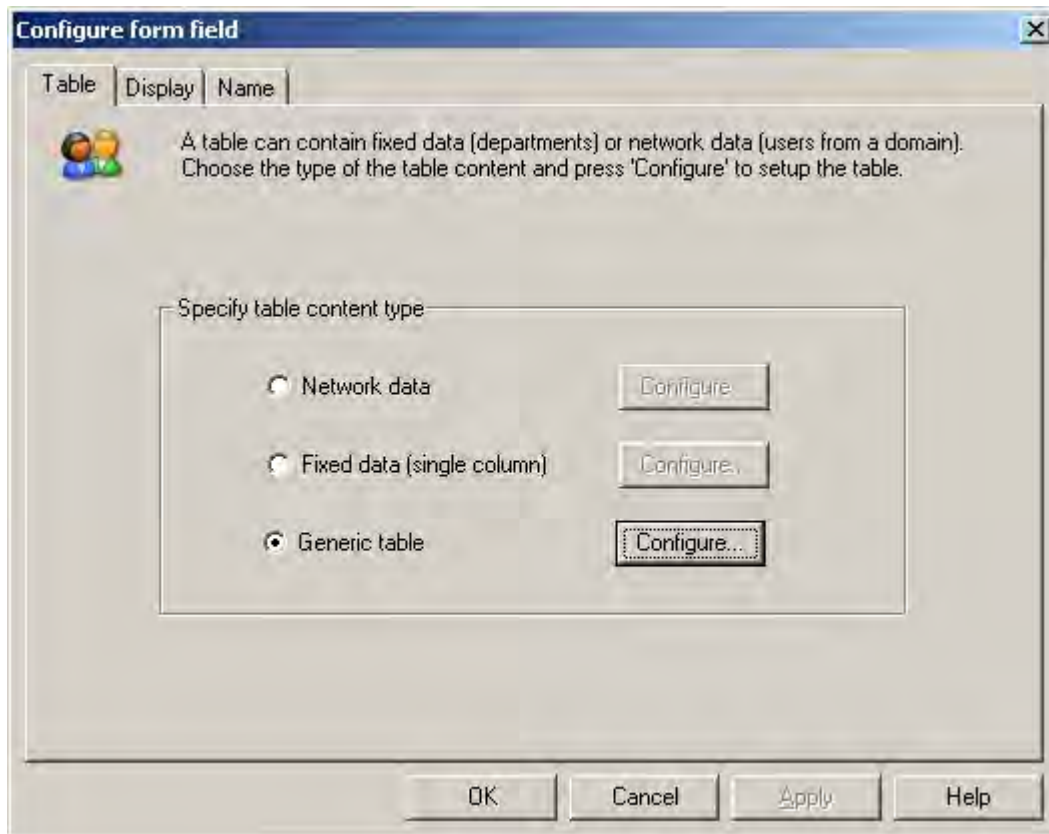 Configure form field
Table
Display
Name
A table can contain fixed data (departments) or network data (users from a domain).
Choose the type of the table content and press 'Configure' to setup the table.
Specify table content type
Network data
Configure...
Fixed data (single column)
Configure...
Generic table
Configure...
OK
Cancel
Apply
Help